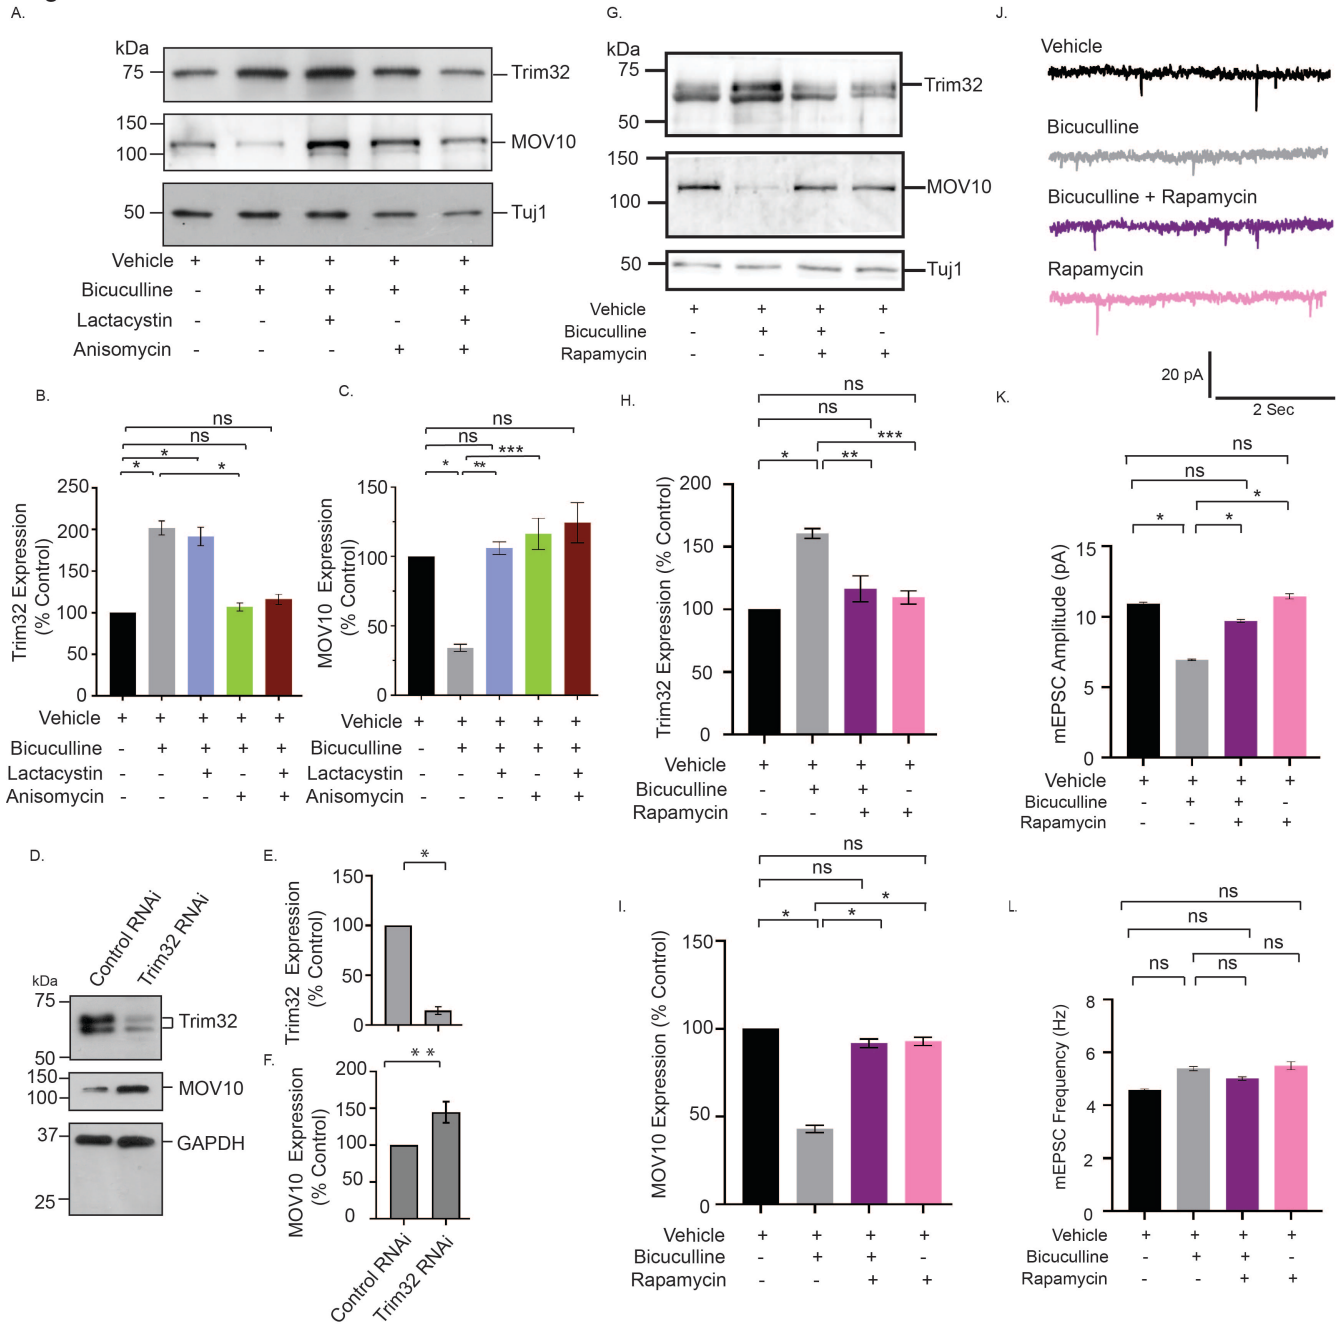 A.
kDa
75
Trim32
150
100
MOV10
50
Tuj1
Vehicle + + + + +
Bicuculline - + + + +
Lactacystin - - + - +
Anisomycin - - - + +
B.
ns
ns
*
* *
Trim32 Expression
(% Control)
250
200
150
100
50
0
Vehicle + + + + +
Bicuculline - + + + +
Lactacystin - - + - +
Anisomycin - - - + +
C.
ns
ns
***
* **
MOV10 Expression
(% Control)
150
100
50
0
Vehicle + + + + +
Bicuculline - + + + +
Lactacystin - - + - +
Anisomycin - - - + +
D.
Control RNAi
Trim32 RNAi
kDa
75
Trim32
50
150
MOV10
100
37
GAPDH
25
E.
*
Trim32 Expression
(% Control)
150
100
50
0
F.
* *
MOV10 Expression
(% Control)
200
150
100
50
0
Control RNAi
Trim32 RNAi
G.
kDa
75
Trim32
50
150
MOV10
100
50
Tuj1
Vehicle + + + +
Bicuculline - + + -
Rapamycin - - + +
H.
ns
ns
***
* **
Trim32 Expression (% Control)
200
150
100
50
0
Vehicle + + + +
Bicuculline - + + -
Rapamycin - - + +
I.
ns
ns
*
* *
MOV10 Expression (% Control)
150
100
50
0
Vehicle + + + +
Bicuculline - + + -
Rapamycin - - + +
J.
Vehicle
Bicuculline
Bicuculline + Rapamycin
Rapamycin
20 pA
2 Sec
K.
ns
ns
*
* *
mEPSC Amplitude (pA)
15
10
5
0
Vehicle + + + +
Bicuculline - + + -
Rapamycin - - + +
L.
ns
ns
ns
ns ns
mEPSC Frequency (Hz)
8
6
4
2
0
Vehicle + + + +
Bicuculline - + + -
Rapamycin - - + +